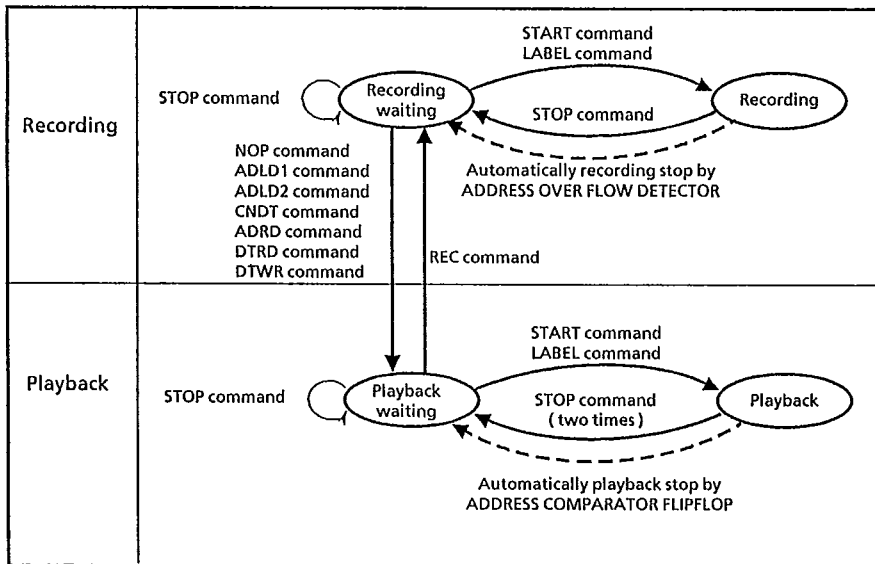 Recording
START command
LABEL command
STOP command
Recording
waiting
STOP command
Recording
Automatically recording stop by
ADDRESS OVER FLOW DETECTOR
NOP command
ADLD1 command
ADLD2 command
CNDT command
ADRD command
DTRD command
DTWR command
REC command
Playback
START command
LABEL command
STOP command
Playback
waiting
STOP command
( two times )
Playback
Automatically playback stop by
ADDRESS COMPARATOR FLIPFLOP